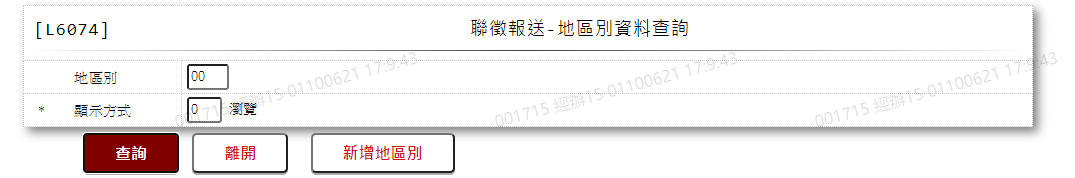 [L6074] 聯徵報送-地區別資料查詢
地區別 00
* 顯示方式 0 瀏覽
001715 經辦15 01100621 17:9:43
001715 經辦15 01100621 17:9:43
001715 經辦15 01100621 17:9:43
查詢 離開 新增地區別